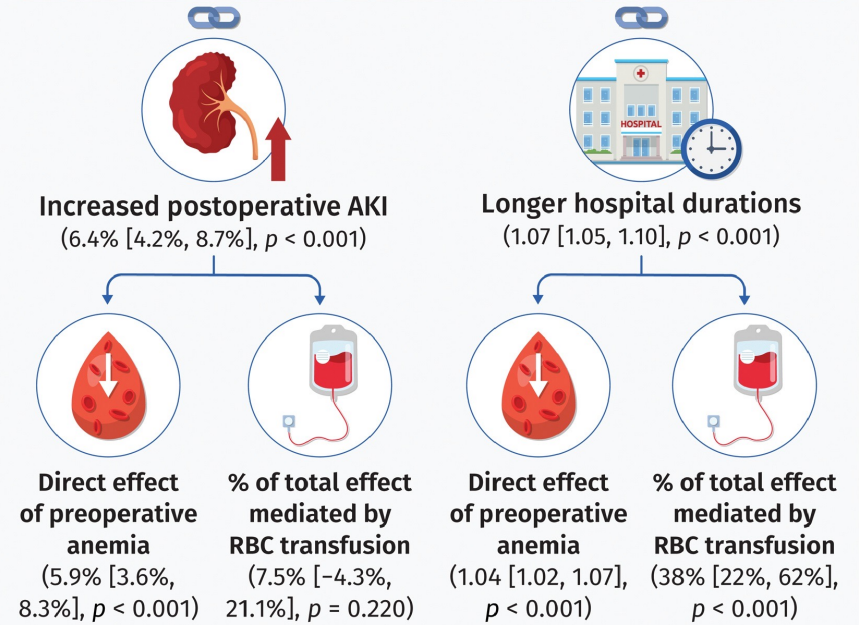 HOSPITAL
Increased postoperative AKI
(6.4% [4.2%, 8.7%], p < 0.001)
Longer hospital durations
(1.07 [1.05, 1.10], p < 0.001)
Direct effect
of preoperative
anemia
(5.9% [3.6%,
8.3%], p < 0.001)
% of total effect
mediated by
RBC transfusion
(7.5% [−4.3%,
21.1%], p = 0.220)
Direct effect
of preoperative
anemia
(1.04 [1.02, 1.07],
p < 0.001)
% of total effect
mediated by
RBC transfusion
(38% [22%, 62%],
p < 0.001)